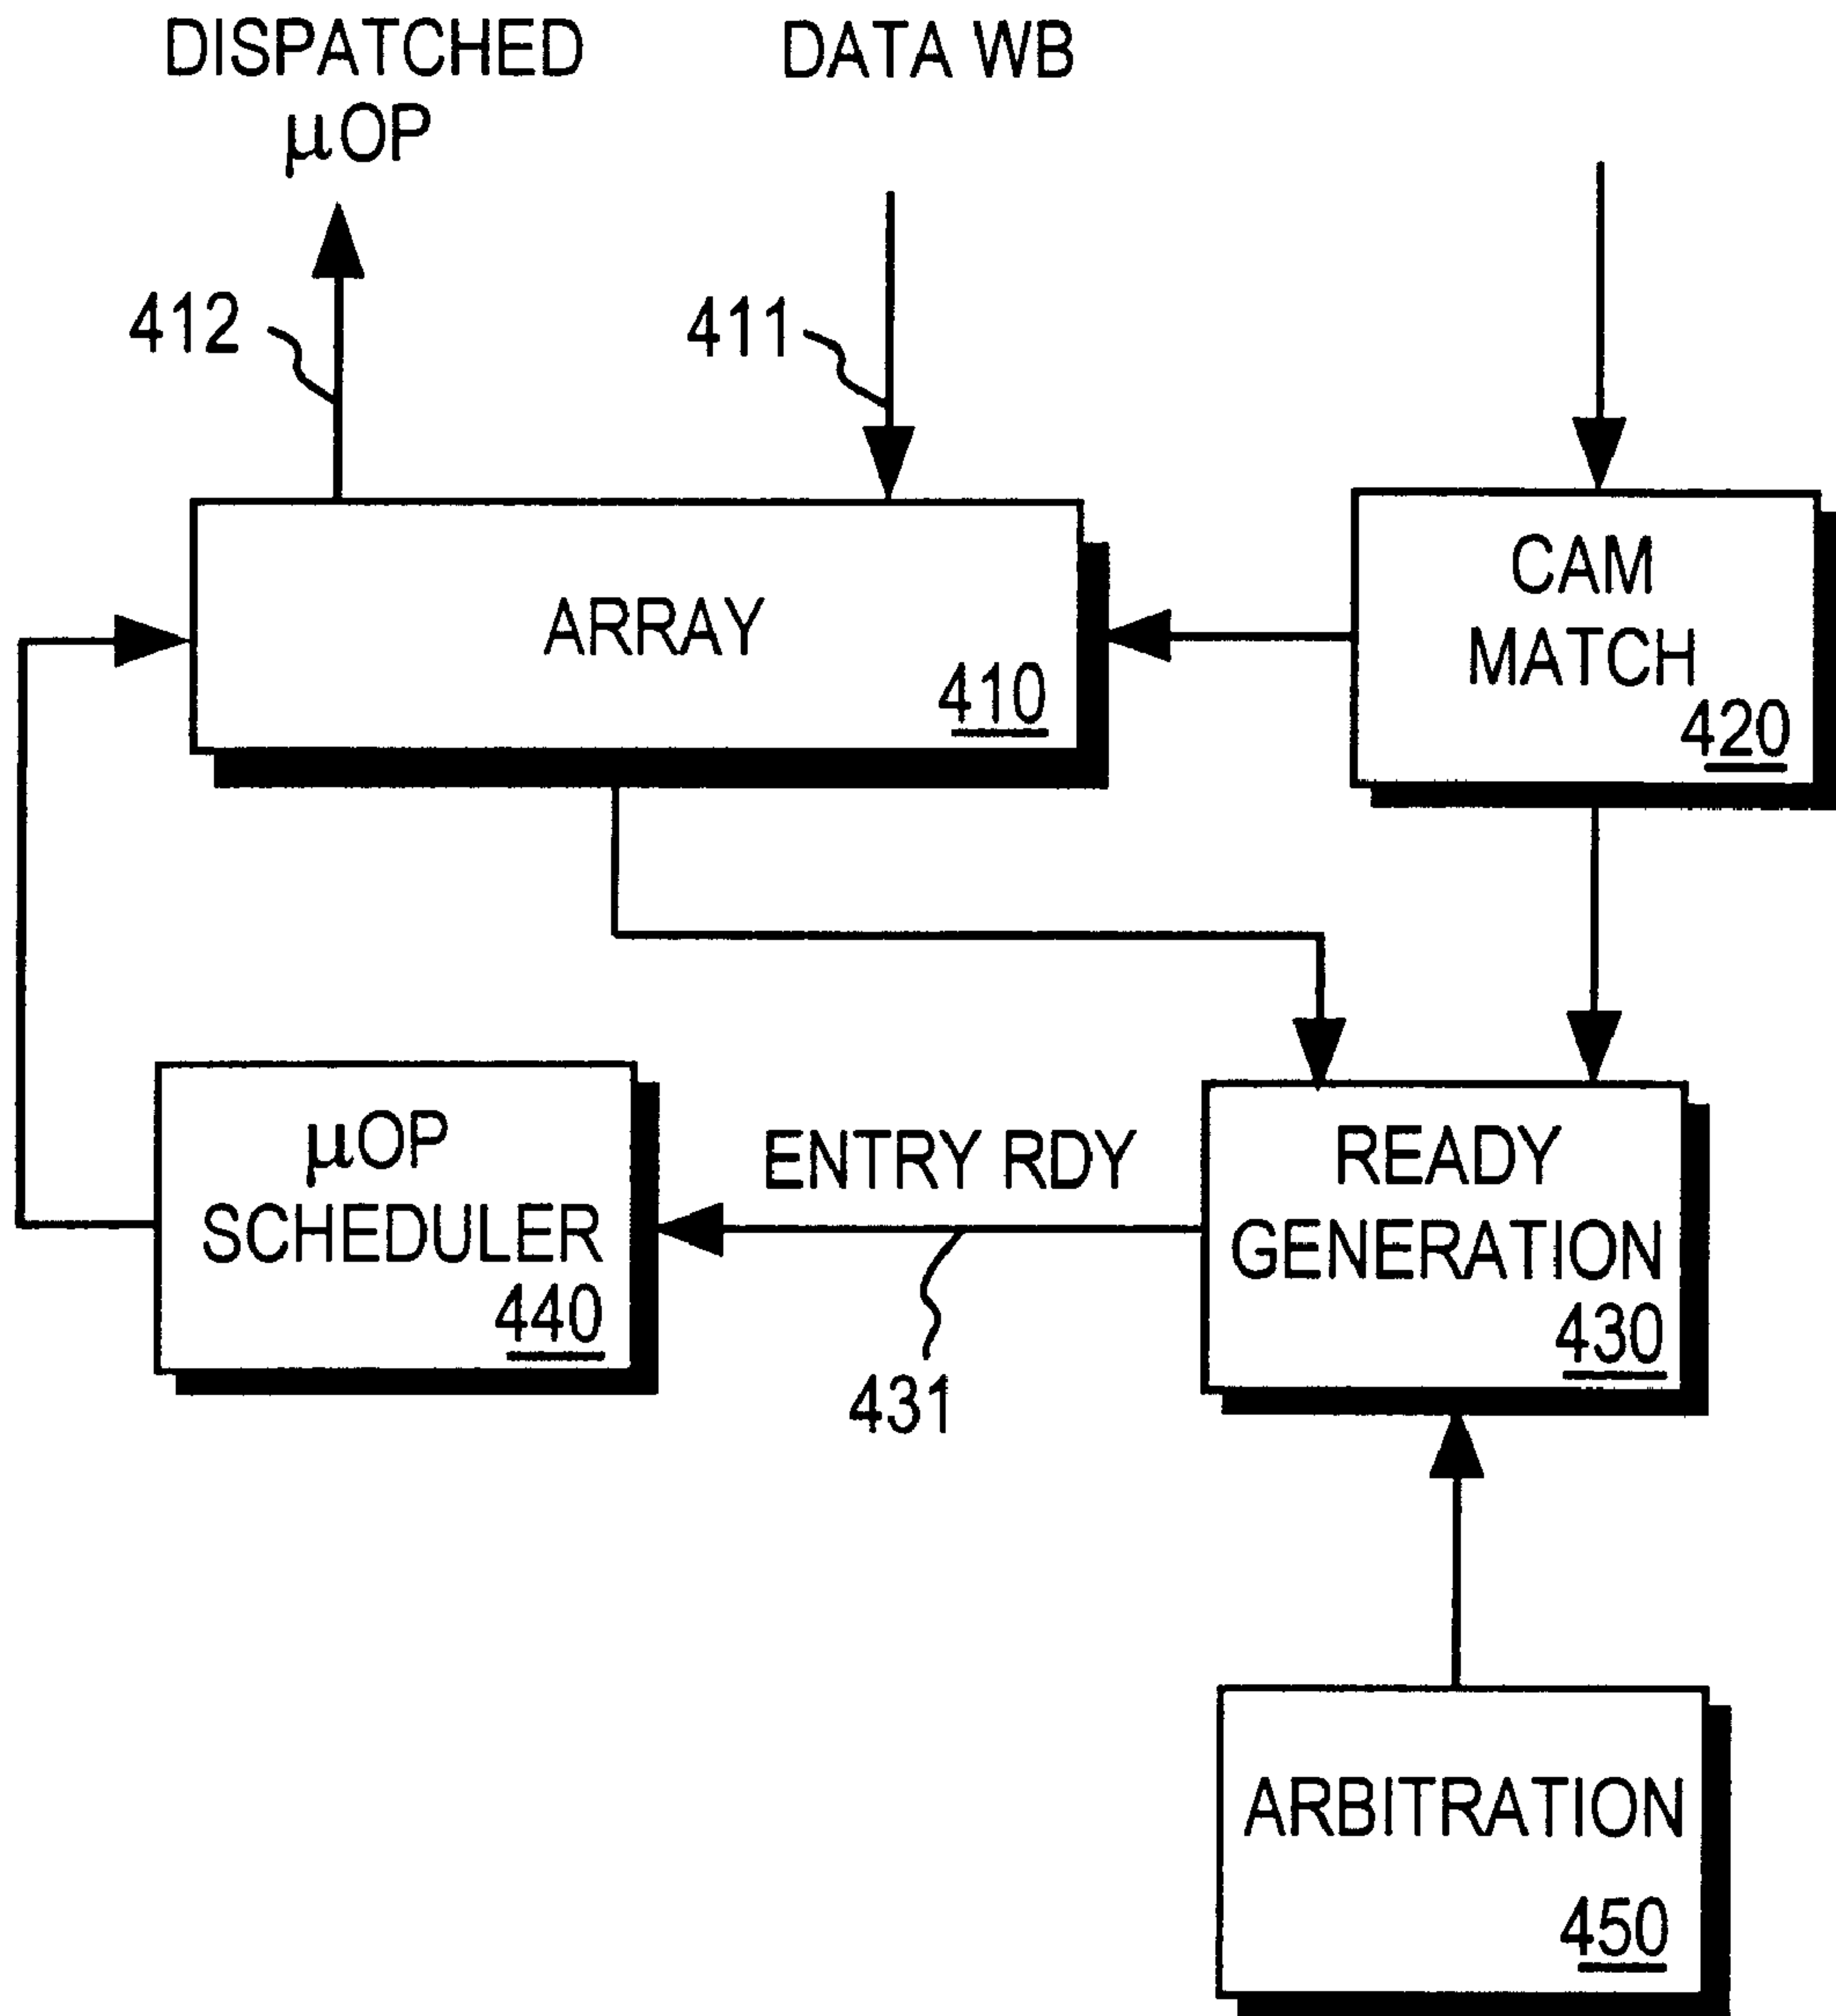 DISPATCHED
µOP
DATA WB
412
411
ARRAY
410
CAM
MATCH
420
µOP
SCHEDULER
440
ENTRY RDY
431
READY
GENERATION
430
ARBITRATION
450